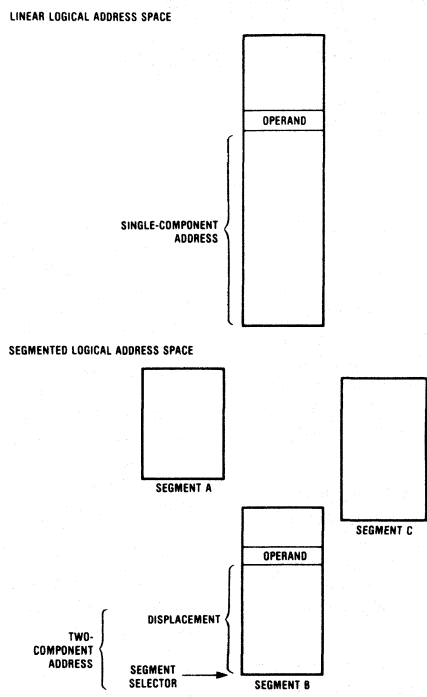 LINEAR LOGICAL ADDRESS SPACE
OPERAND
SINGLE-COMPONENT
ADDRESS
SEGMENTED LOGICAL ADDRESS SPACE
SEGMENT A
SEGMENT C
OPERAND
DISPLACEMENT
TWO-
COMPONENT
ADDRESS
SEGMENT
SELECTOR
SEGMENT B